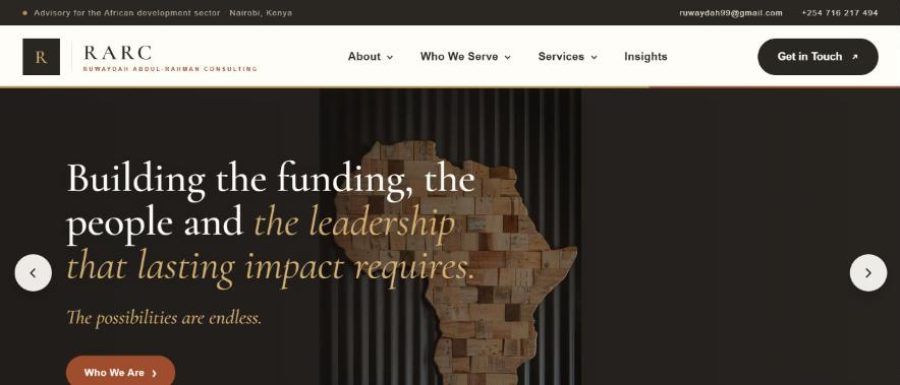 Advisory for the African development sector · Nairobi, Kenya
ruwaydah99@gmail.com +254 716 217 494
R
RARC
RUWAYDAH ABDUL-RAHMAN CONSULTING
About Who We Serve Services Insights Get in Touch
Building the funding, the
people and the leadership
that lasting impact requires.
The possibilities are endless.
Who We Are